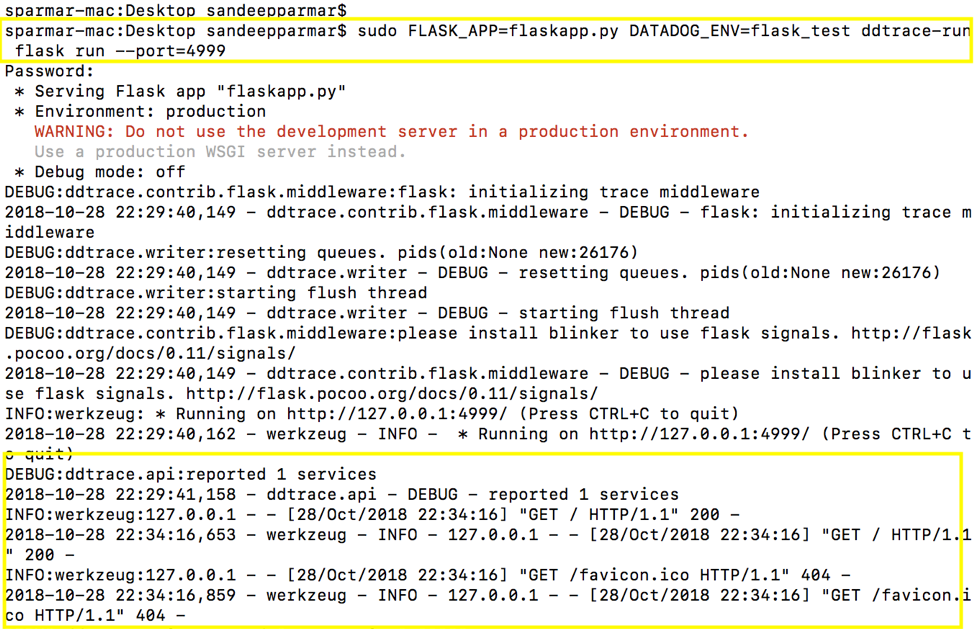 sparmar-mac:Desktop sandeepparmar$
sparmar-mac:Desktop sandeepparmar$ sudo FLASK_APP=flaskapp.py DATADOG_ENV=flask_test ddtrace-run
 flask run --port=4999
Password:
 * Serving Flask app "flaskapp.py"
 * Environment: production
   WARNING: Do not use the development server in a production environment.
   Use a production WSGI server instead.
 * Debug mode: off
DEBUG:ddtrace.contrib.flask.middleware:flask: initializing trace middleware
2018-10-28 22:29:40,149 - ddtrace.contrib.flask.middleware - DEBUG - flask: initializing trace m
iddleware
DEBUG:ddtrace.writer:resetting queues. pids(old:None new:26176)
2018-10-28 22:29:40,149 - ddtrace.writer - DEBUG - resetting queues. pids(old:None new:26176)
DEBUG:ddtrace.writer:starting flush thread
2018-10-28 22:29:40,149 - ddtrace.writer - DEBUG - starting flush thread
DEBUG:ddtrace.contrib.flask.middleware:please install blinker to use flask signals. http://flask
.pocoo.org/docs/0.11/signals/
2018-10-28 22:29:40,149 - ddtrace.contrib.flask.middleware - DEBUG - please install blinker to u
se flask signals. http://flask.pocoo.org/docs/0.11/signals/
INFO:werkzeug: * Running on http://127.0.0.1:4999/ (Press CTRL+C to quit)
2018-10-28 22:29:40,162 - werkzeug - INFO -  * Running on http://127.0.0.1:4999/ (Press CTRL+C t
o quit)
DEBUG:ddtrace.api:reported 1 services
2018-10-28 22:29:41,158 - ddtrace.api - DEBUG - reported 1 services
INFO:werkzeug:127.0.0.1 - - [28/Oct/2018 22:34:16] "GET / HTTP/1.1" 200 -
2018-10-28 22:34:16,653 - werkzeug - INFO - 127.0.0.1 - - [28/Oct/2018 22:34:16] "GET / HTTP/1.1
" 200 -
INFO:werkzeug:127.0.0.1 - - [28/Oct/2018 22:34:16] "GET /favicon.ico HTTP/1.1" 404 -
2018-10-28 22:34:16,859 - werkzeug - INFO - 127.0.0.1 - - [28/Oct/2018 22:34:16] "GET /favicon.i
co HTTP/1.1" 404 -